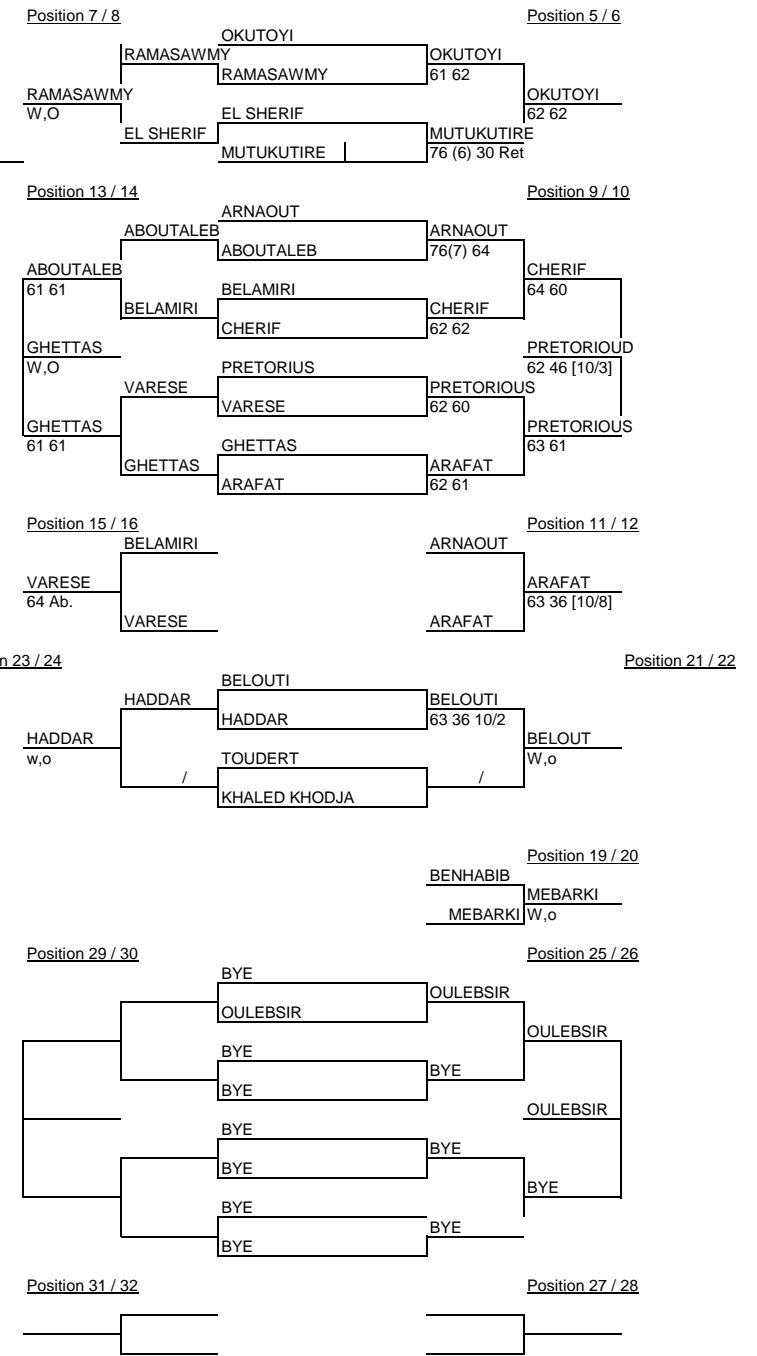 Position 7 / 8 Position 5 / 6
OKUTOYI
RAMASAWMY OKUTOYI
RAMASAWMY 61 62
RAMASAWMY OKUTOYI
W,O EL SHERIF 62 62
EL SHERIF MUTUKUTIRE
MUTUKUTIRE 76 (6) 30 Ret
Position 13 / 14 Position 9 / 10
ARNAOUT
ABOUTALEB ARNAOUT
ABOUTALEB 76(7) 64
ABOUTALEB CHERIF
61 61 BELAMIRI 64 60
BELAMIRI CHERIF
CHERIF 62 62
GHETTAS PRETORIOUD
W,O PRETORIUS 62 46 [10/3]
VARESE PRETORIOUS
VARESE 62 60
GHETTAS PRETORIOUS
61 61 GHETTAS 63 61
GHETTAS ARAFAT
ARAFAT 62 61
Position 15 / 16 Position 11 / 12
BELAMIRI ARNAOUT
VARESE ARAFAT
64 Ab. 63 36 [10/8]
VARESE ARAFAT
n 23 / 24 Position 21 / 22
BELOUTI
HADDAR BELOUTI
HADDAR 63 36 10/2
HADDAR BELOUT
w,o TOUDERT W,o
/ /
KHALED KHODJA
Position 19 / 20
BENHABIB
MEBARKI
MEBARKI W,o
Position 29 / 30 Position 25 / 26
BYE
OULEBSIR
OULEBSIR
OULEBSIR
BYE
BYE
BYE
OULEBSIR
BYE
BYE
BYE
BYE
BYE
BYE
BYE
Position 31 / 32 Position 27 / 28